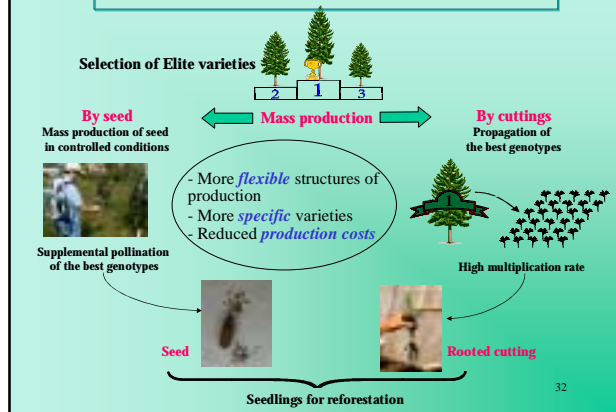 Selection of Elite varieties
2 1 3
By seed
Mass production of seed
in controlled conditions
Mass production
By cuttings
Propagation of
the best genotypes
- More flexible structures of
production
- More specific varieties
- Reduced production costs
1
Supplemental pollination
of the best genotypes
High multiplication rate
Seed
Rooted cutting
Seedlings for reforestation
32